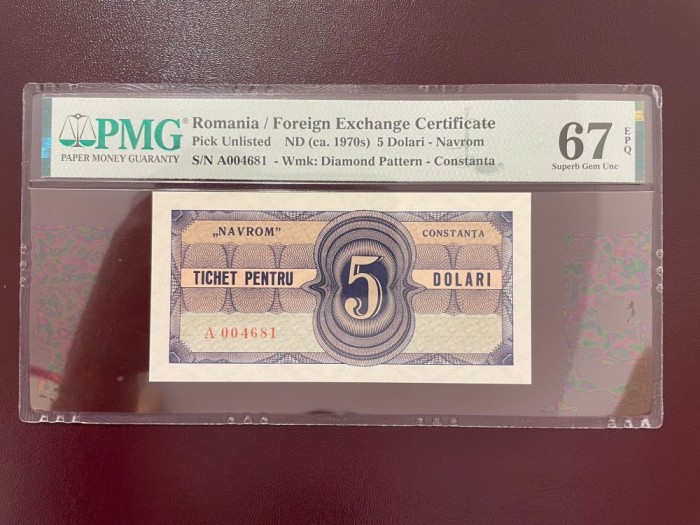 PMG®
PAPER MONEY GUARANTY
Romania / Foreign Exchange Certificate
Pick Unlisted ND (ca. 1970s) 5 Dolari - Navrom
S/N A004681 - Wmk: Diamond Pattern - Constanta
67 EPQ
Superb Gem Unc
„NAVROM” CONSTANȚA
TICHET PENTRU 5 DOLARI
A 004681